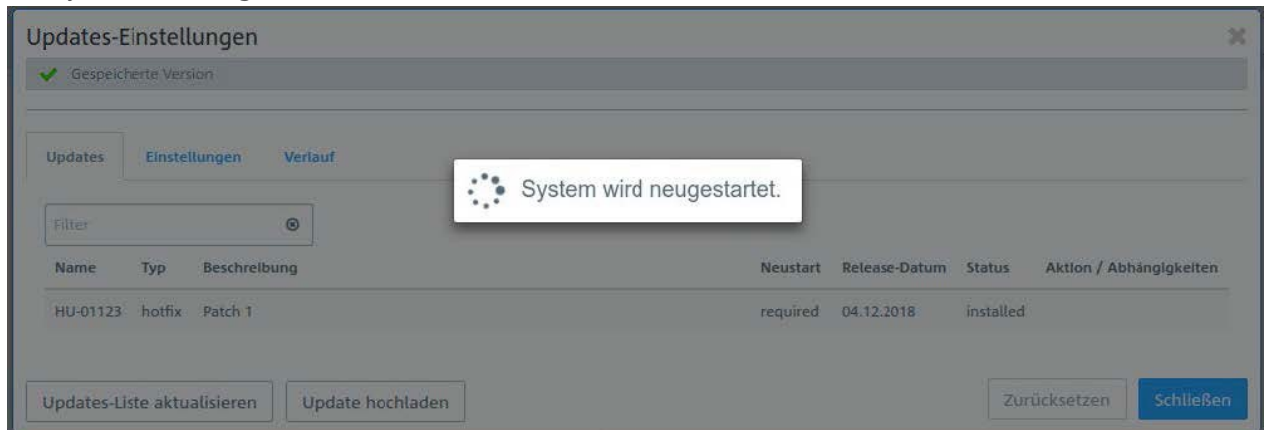 Updates-Einstellungen
Gespeicherte Version
Updates Einstellungen Verlauf
System wird neugestartet.
Filter
Name Typ Beschreibung Neustart Release-Datum Status Aktion / Abhängigkeiten
HU-01123 hotfix Patch 1 required 04.12.2018 installed
Updates-Liste aktualisieren Update hochladen Zurücksetzen Schließen